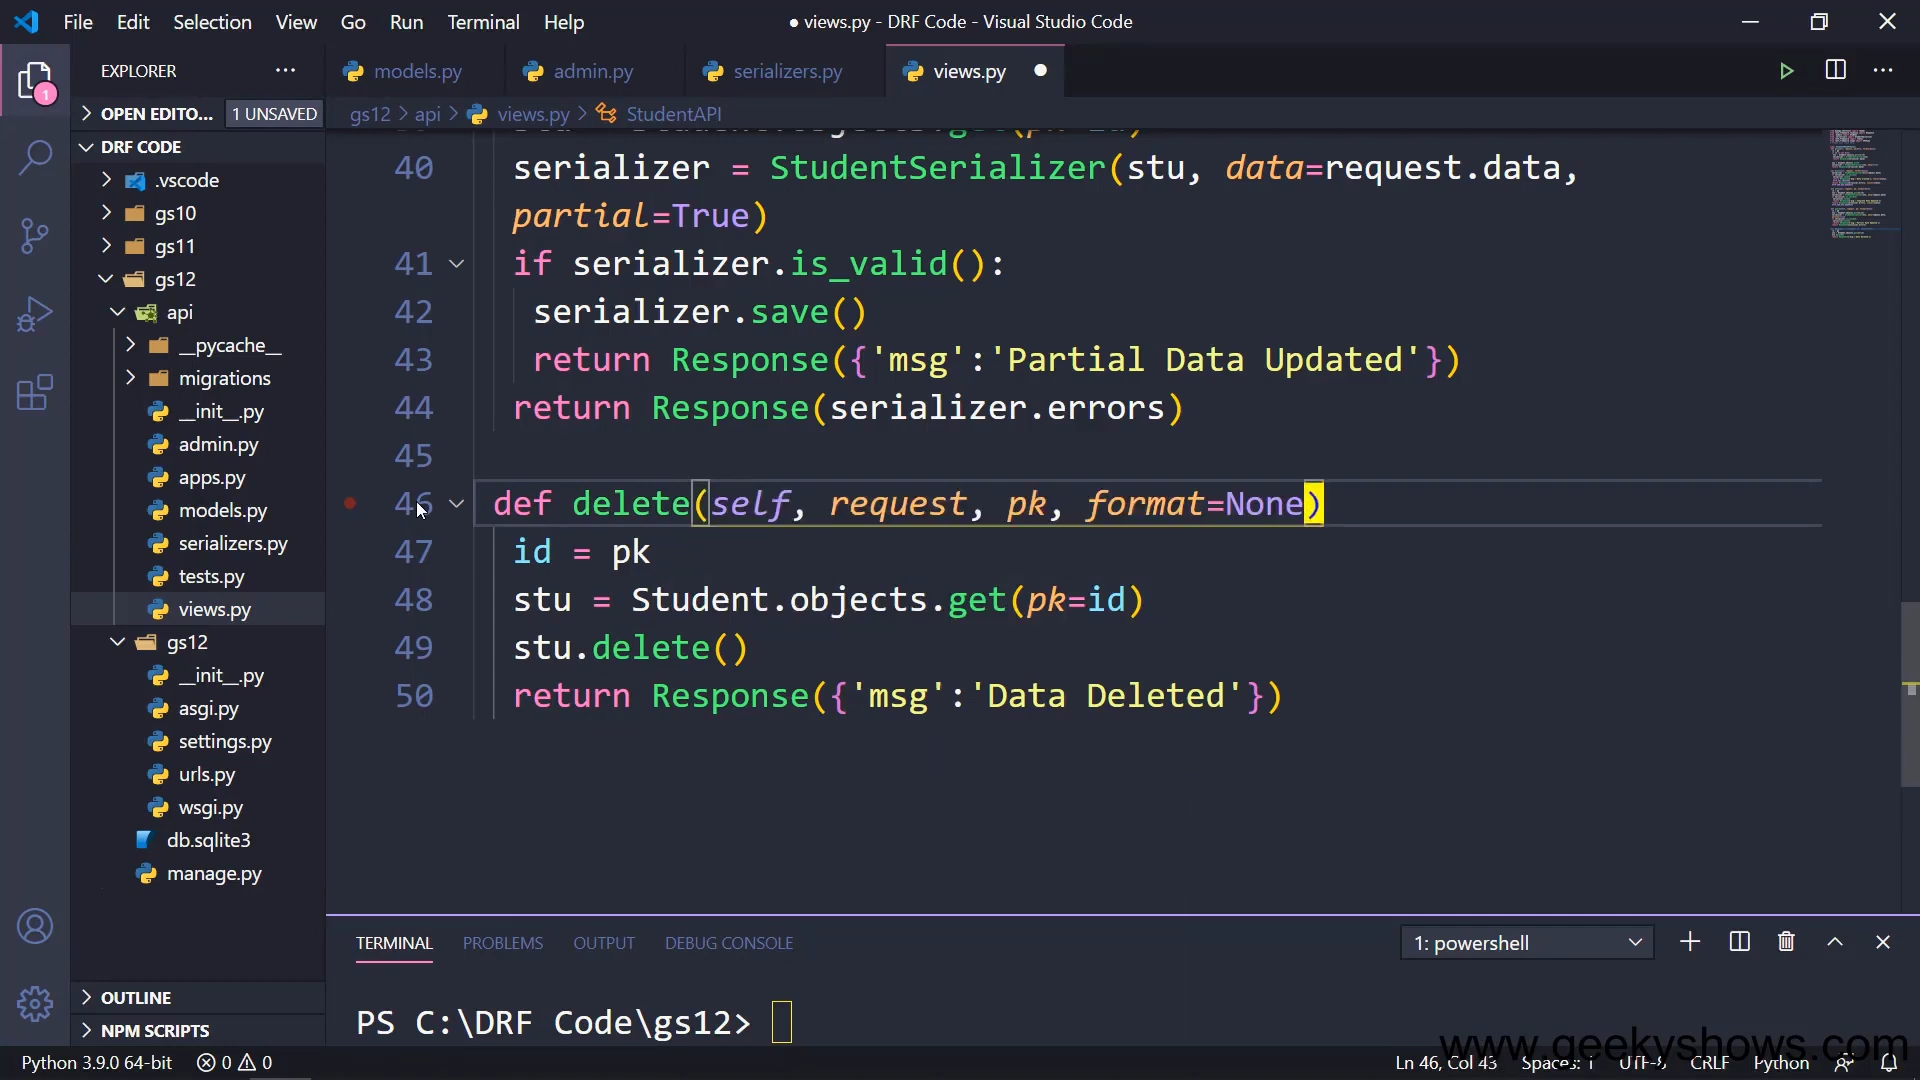 File Edit Selection View Go Run Terminal Help
● views.py - DRF Code - Visual Studio Code
EXPLORER
models.py admin.py serializers.py views.py
OPEN EDITO... 1 UNSAVED
gs12 > api > views.py > StudentAPI
DRF CODE
.vscode
gs10
gs11
gs12
api
__pycache__
migrations
__init__.py
admin.py
apps.py
models.py
serializers.py
tests.py
views.py
gs12
__init__.py
asgi.py
settings.py
urls.py
wsgi.py
db.sqlite3
manage.py
OUTLINE
NPM SCRIPTS
1
40 serializer = StudentSerializer(stu, data=request.data,
partial=True)
41 if serializer.is_valid():
42 serializer.save()
43 return Response({'msg':'Partial Data Updated'})
44 return Response(serializer.errors)
45
46 def delete(self, request, pk, format=None)
47 id = pk
48 stu = Student.objects.get(pk=id)
49 stu.delete()
50 return Response({'msg':'Data Deleted'})
TERMINAL PROBLEMS OUTPUT DEBUG CONSOLE 1: powershell
PS C:\DRF Code\gs12>
www.geekyshows.com
Python 3.9.0 64-bit 0 0 Ln 46, Col 43 Spaces: 1 UTF-8 CRLF Python